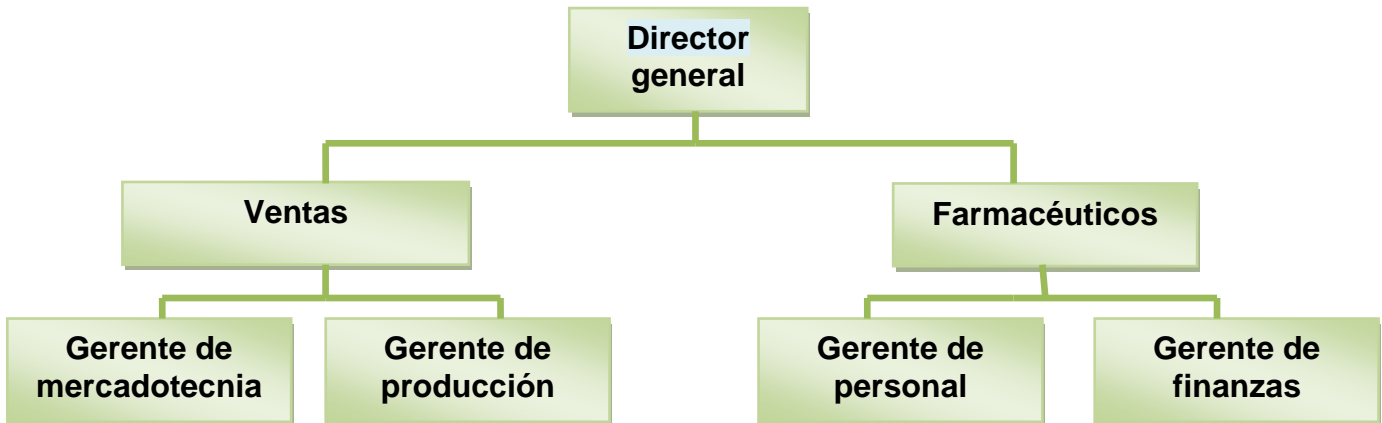 Director
general
Ventas
Farmacéuticos
Gerente de
mercadotecnia
Gerente de
producción
Gerente de
personal
Gerente de
finanzas